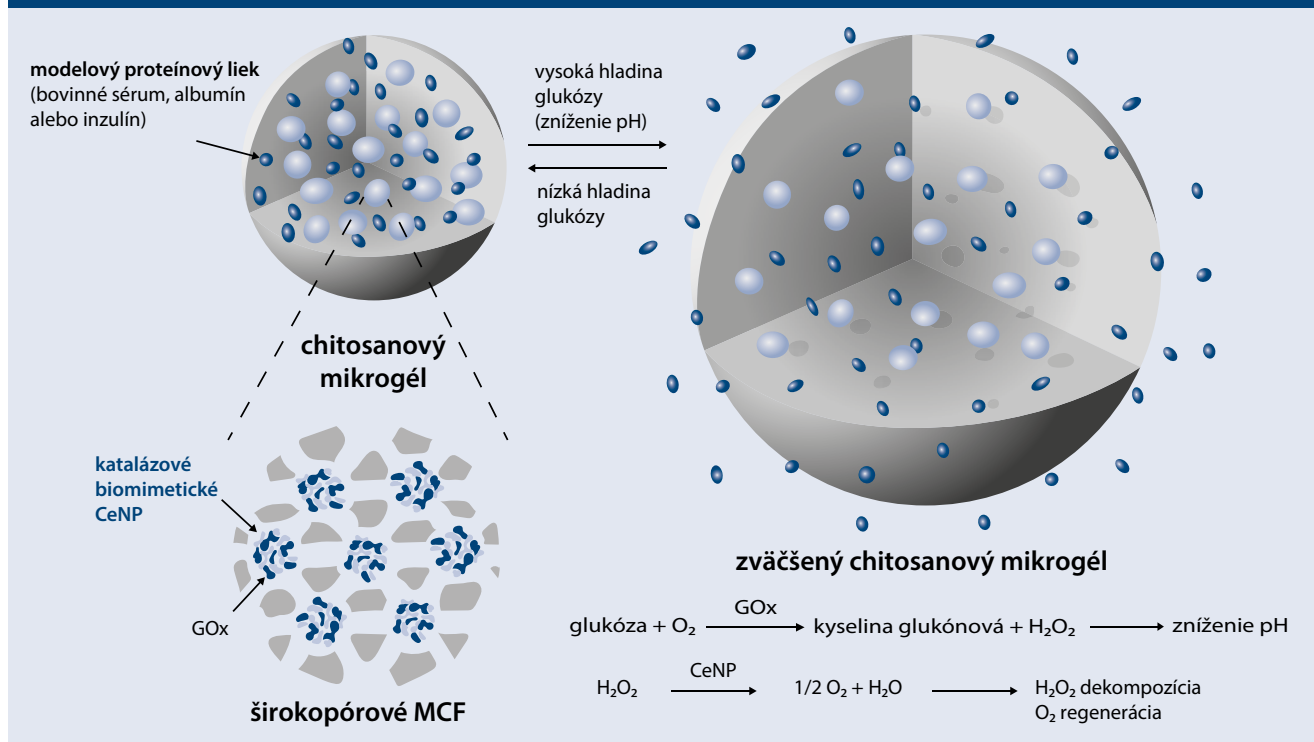 modelový proteínový liek
(bovinné sérum, albumín
alebo inzulín)
vysoká hladina
glukózy
(zníženie pH)
nízká hladina
glukózy
chitosanový
mikrogél
katalázové
biomimetické
CeNP
GOx
širokopórové MCF
zväčšený chitosanový mikrogél
glukóza + O₂ GOx kyselina glukónová + H₂O₂ zníženie pH
H₂O₂ CeNP 1/2 O₂ + H₂O H₂O₂ dekompozícia
O₂ regenerácia